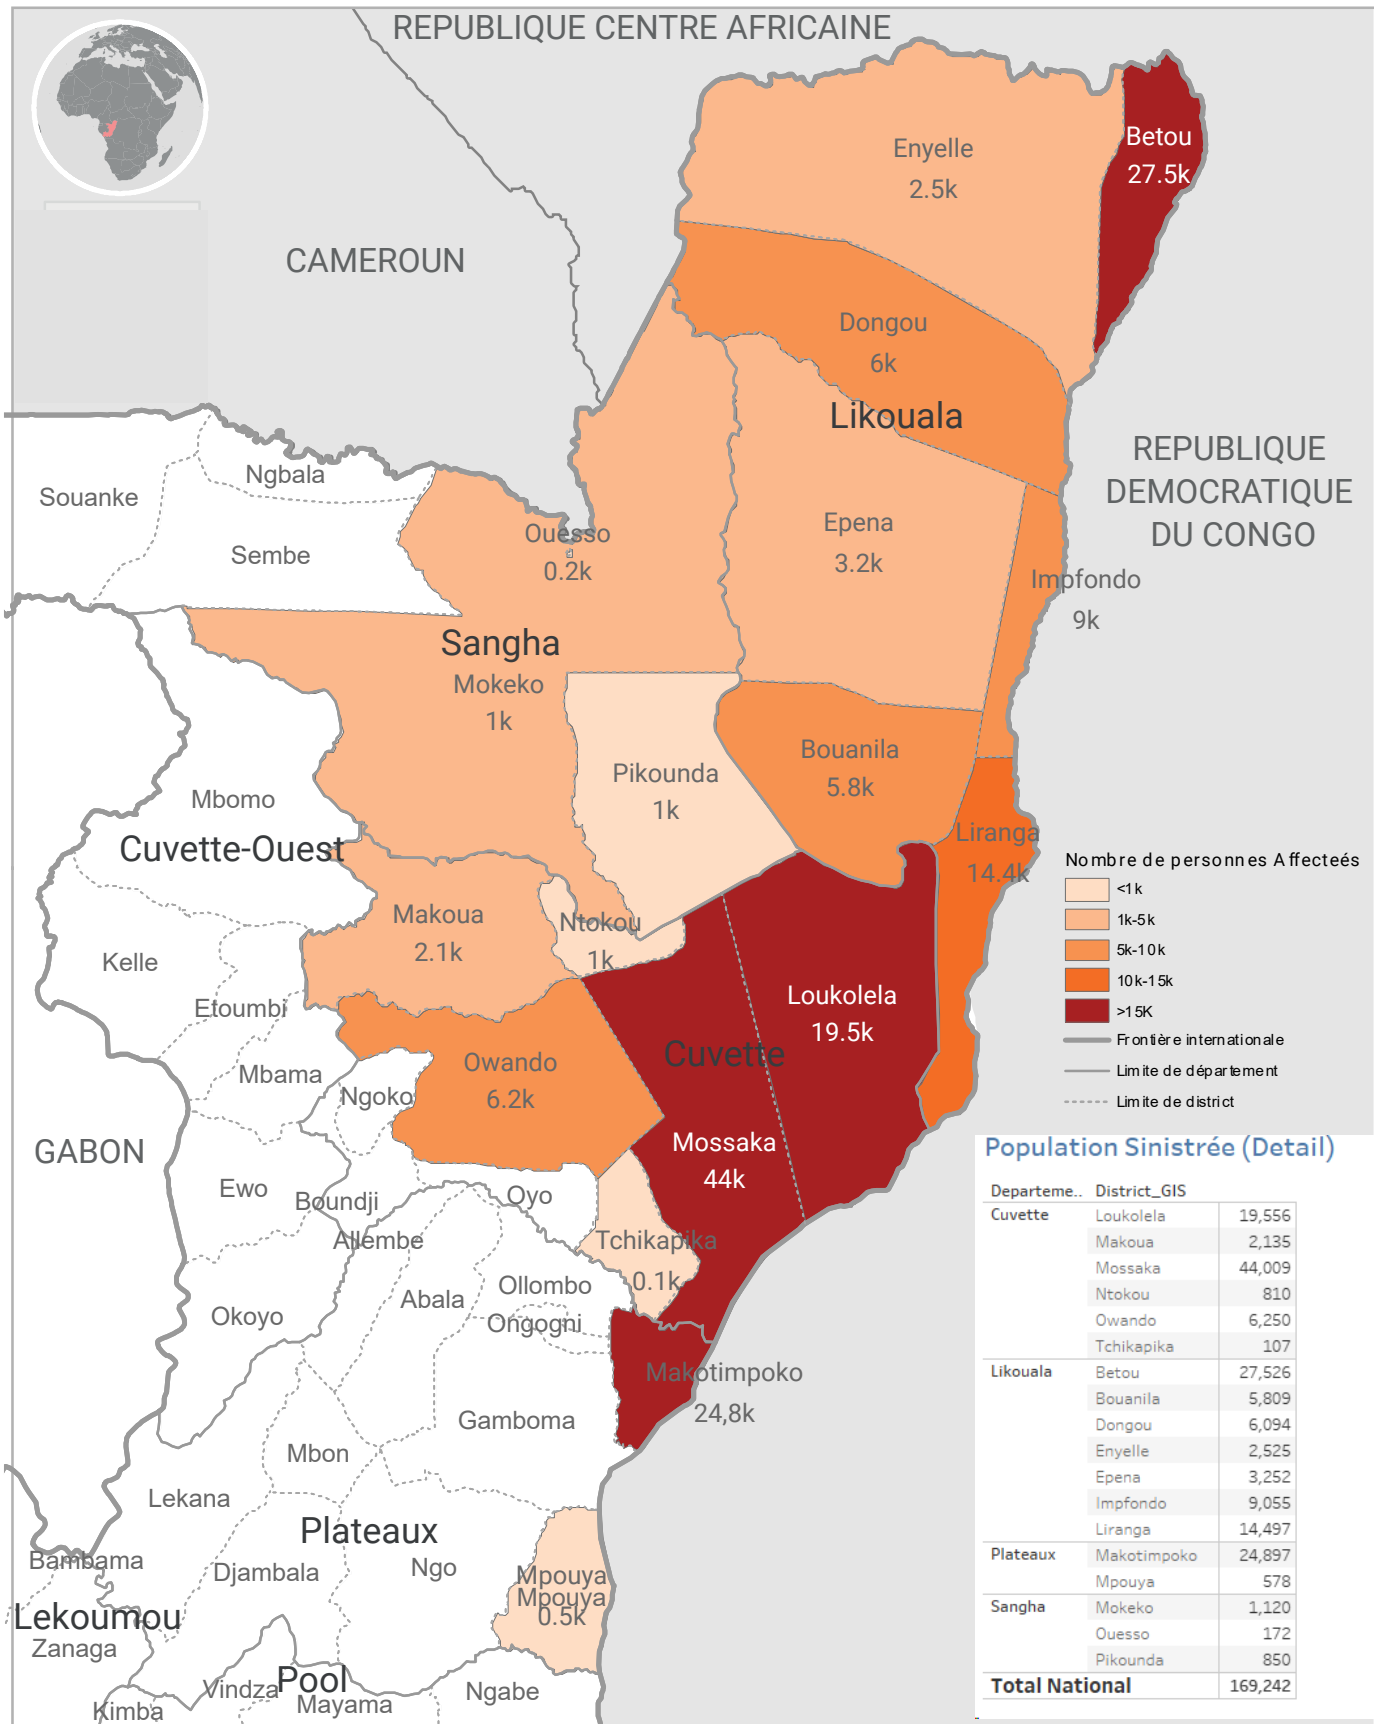 REPUBLIQUE CENTRE AFRICAINE
Betou
27.5k
Enyelle
2.5k
CAMEROUN
Dongou
6k
Likouala
REPUBLIQUE
DEMOCRATIQUE
DU CONGO
Ngbala
Souanke
Sembe
Ouesso
0.2k
Epena
3.2k
Impfondo
9k
Sangha
Mokeko
1k
Pikounda
1k
Bouanila
5.8k
Mbomo
Cuvette-Ouest
Liranga
14.4k
Makoua
2.1k
Ntokou
1k
Kelle
Etoumbi
Loukolela
19.5k
Cuvette
Owando
6.2k
Mbama
Ngoko
GABON
Mossaka
44k
Ewo
Boundji
Oyo
Allembe
Tchikapika
0.1k
Abala
Ollombo
Ongogni
Okoyo
Makotimpoko
24,8k
Gamboma
Mbon
Lekana
Plateaux
Bambama
Djambala
Ngo
Mpouya
Mpouya
0.5k
Lekoumou
Zanaga
Pool
Vindza
Mayama
Ngabe
Kimba
Nombre de personnes Affecteés
<1k
1k-5k
5k-10k
10k-15k
>15K
Frontière internationale
Limite de département
Limite de district
Population Sinistrée (Detail)
Departeme.. District_GIS
Cuvette Loukolela 19,556
Makoua 2,135
Mossaka 44,009
Ntokou 810
Owando 6,250
Tchikapika 107
Likouala Betou 27,526
Bouanila 5,809
Dongou 6,094
Enyelle 2,525
Epena 3,252
Impfondo 9,055
Liranga 14,497
Plateaux Makotimpoko 24,897
Mpouya 578
Sangha Mokeko 1,120
Ouesso 172
Pikounda 850
Total National 169,242